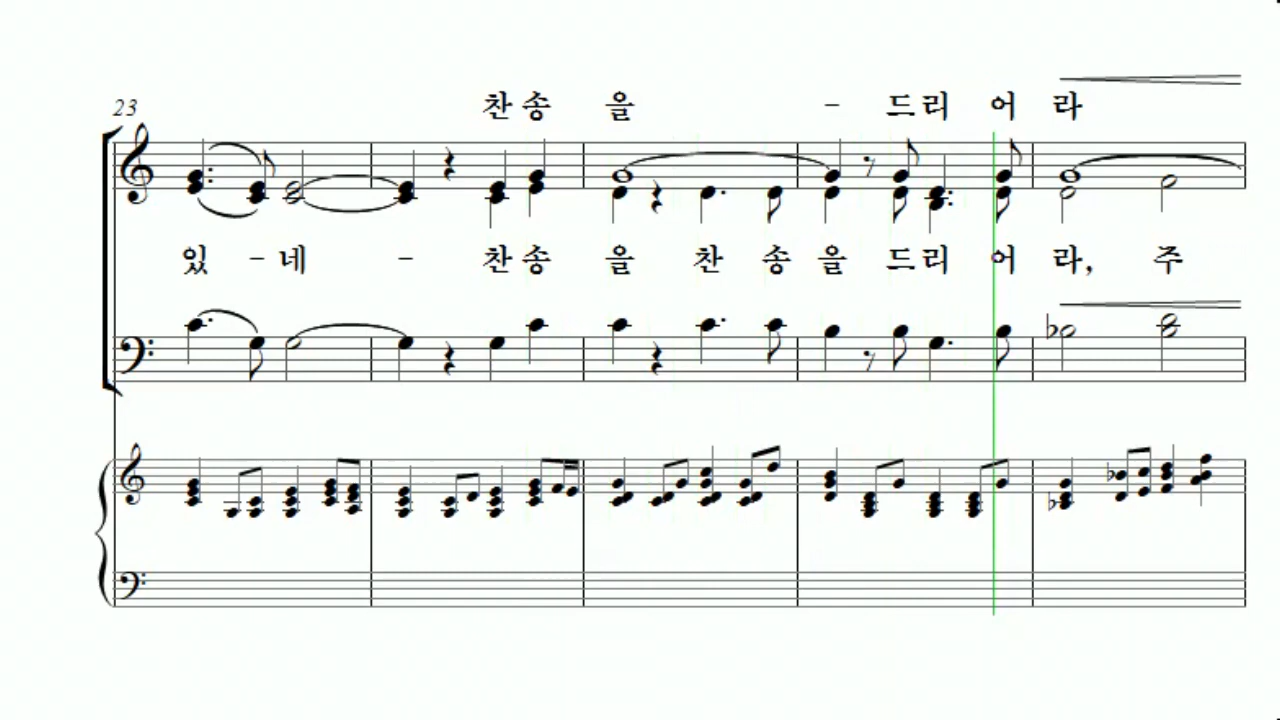 23
찬 송 을 - 드 리 어 라
있 - 네 - 찬 송 을 찬 송 을 드 리 어 라, 주